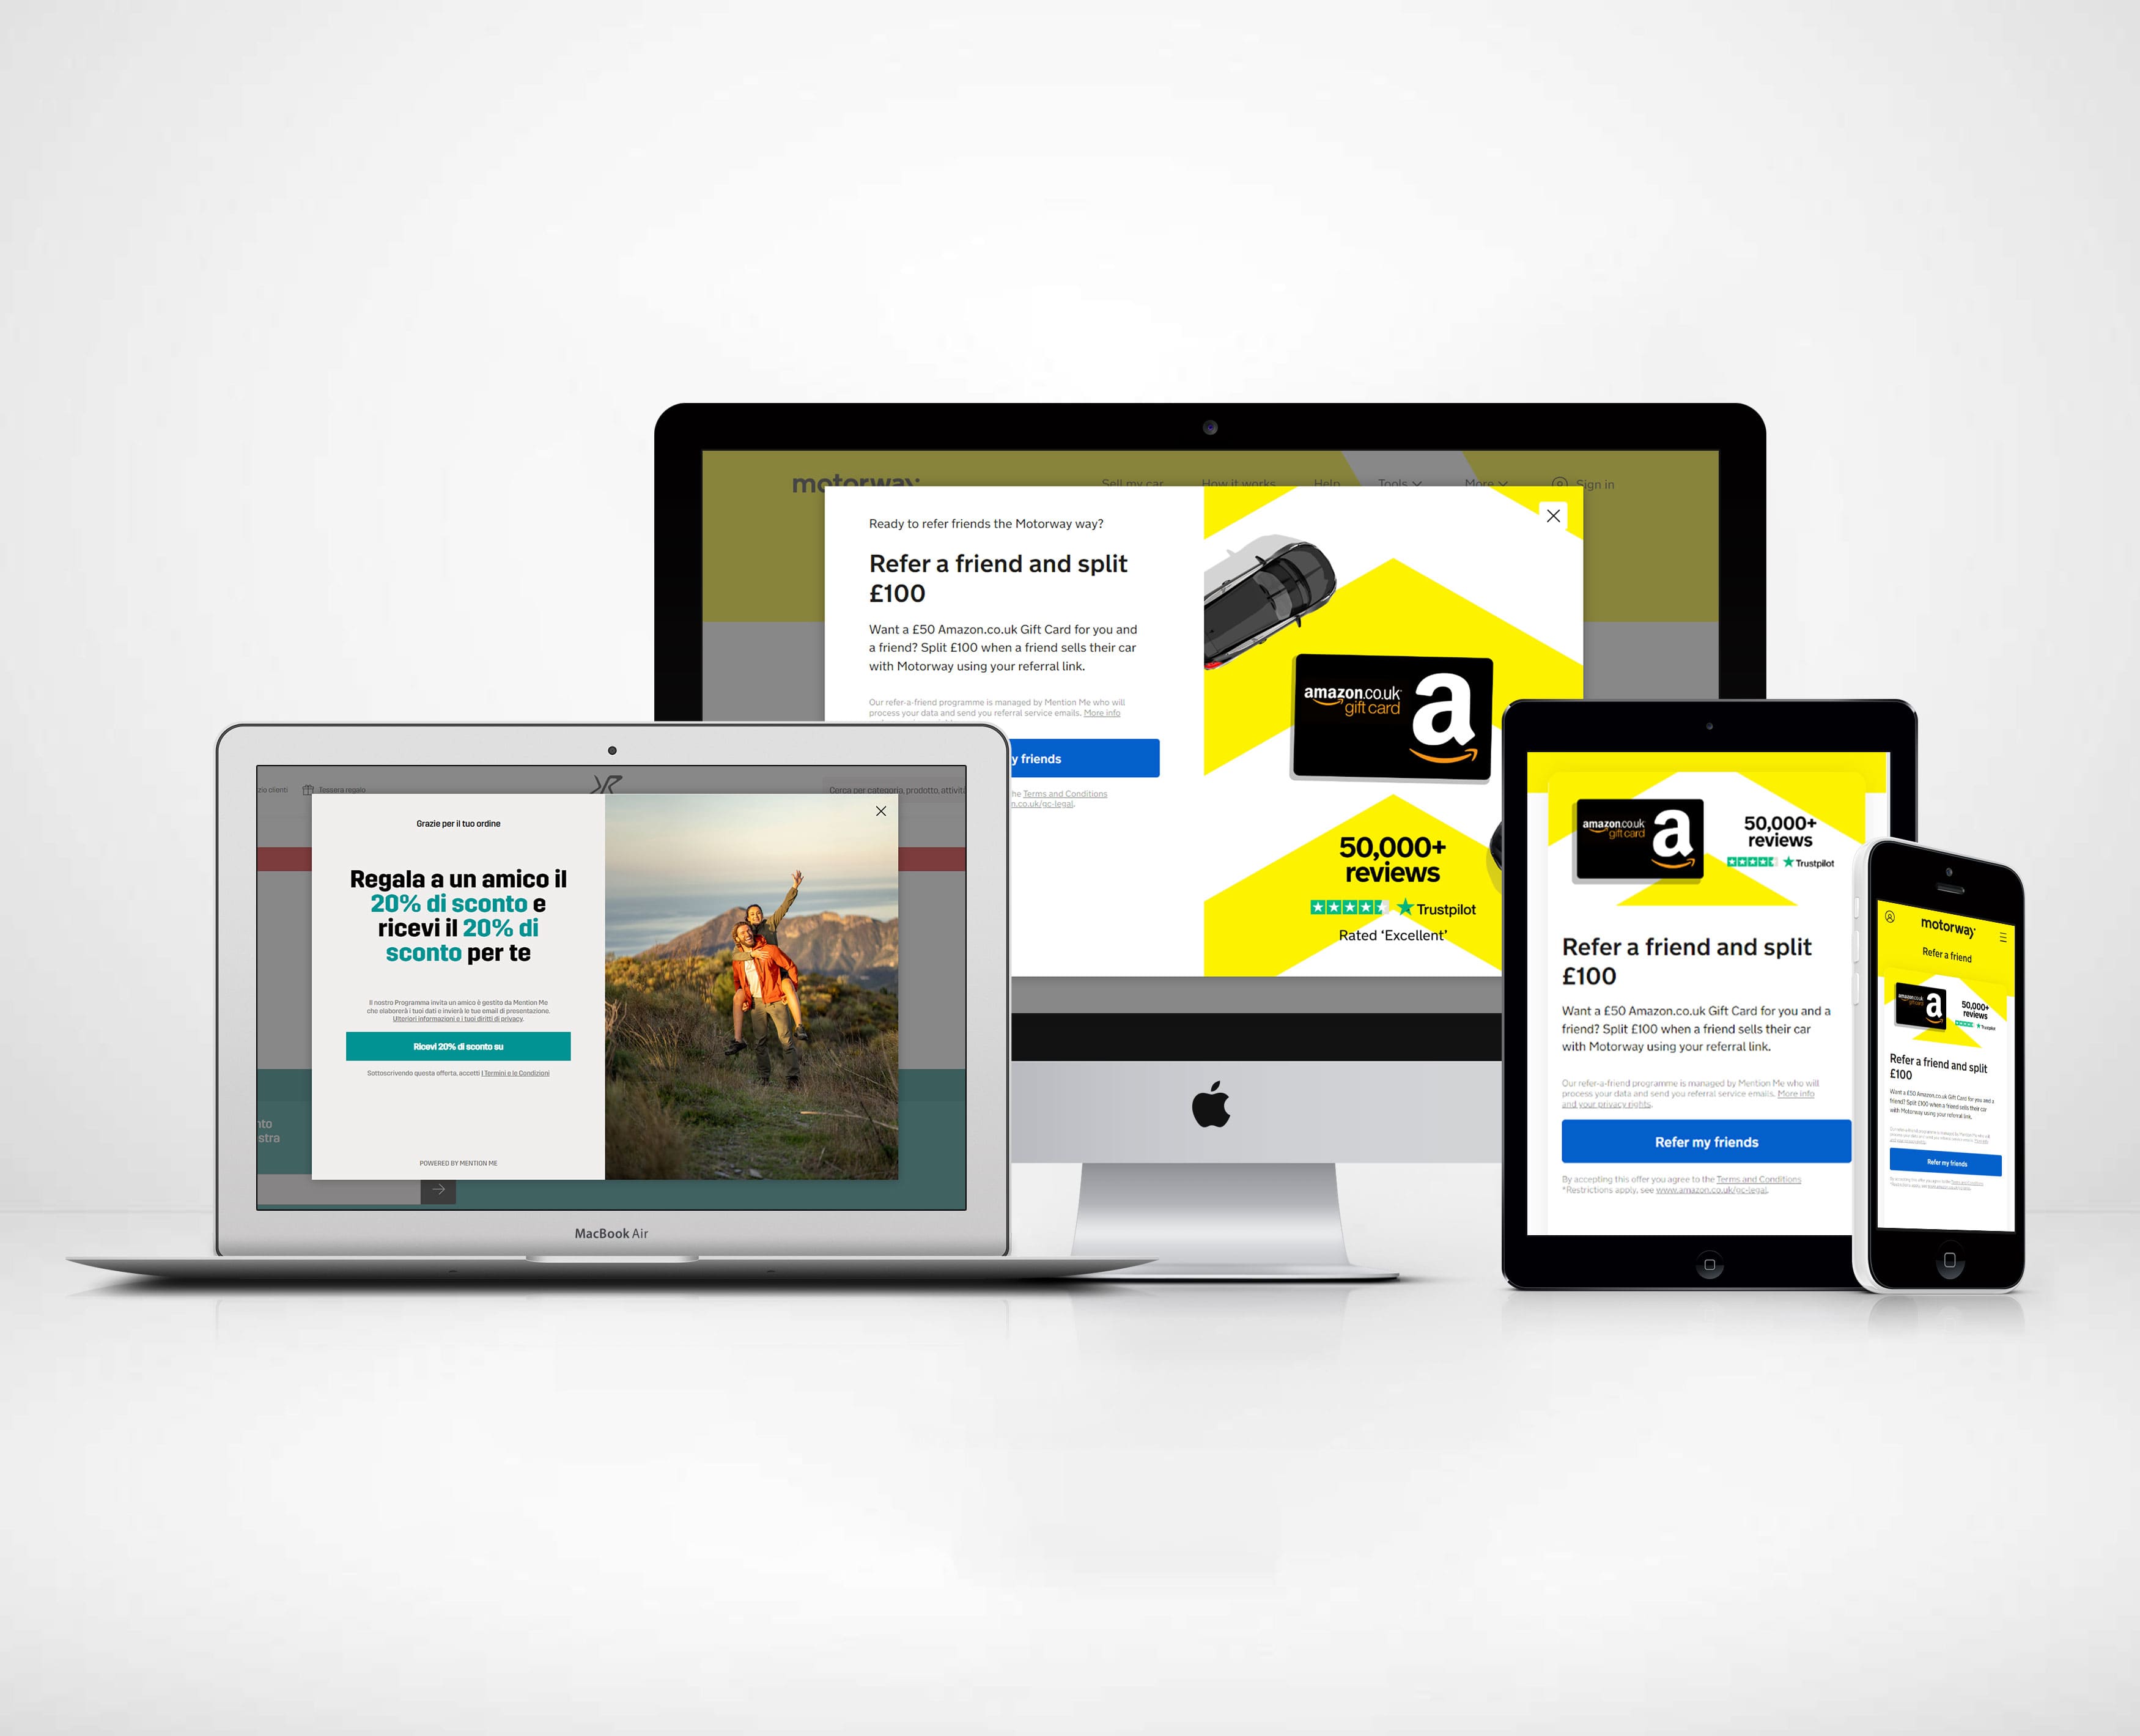 motorway
Sell my car
How it works
Help
Tools
More
Sign in
Ready to refer friends the Motorway way?
Refer a friend and split
£100
Want a £50 Amazon.co.uk Gift Card for you and
a friend? Split £100 when a friend sells their car
with Motorway using your referral link.
Our refer-a-friend programme is managed by Mention Me who will
process your data and send you referral service emails. More info
y friends
he Terms and Conditions
n.co.uk/gc-legal.
amazon.co.uk
gift card
a
50,000+
reviews
Trustpilot
Rated ‘Excellent’
zio clienti
Tessera regalo
Cerca per categoria, prodotto, attivit
Grazie per il tuo ordine
Regala a un amico il
20% di sconto e
ricevi il 20% di
sconto per te
Il nostro Programma invita un amico è gestito da Mention Me
che elaborerà i tuoi dati e invierà le tue email di presentazione.
Ulteriori informazioni e i tuoi diritti di privacy.
Ricevi 20% di sconto su
Sottoscrivendo questa offerta, accetti i Termini e le Condizioni
POWERED BY MENTION ME
nto
stra
MacBook Air
amazon.co.uk
gift card
a
50,000+
reviews
Trustpilot
Refer a friend and split
£100
Want a £50 Amazon.co.uk Gift Card for you and a
friend? Split £100 when a friend sells their car
with Motorway using your referral link.
Our refer-a-friend programme is managed by Mention Me who will
process your data and send you referral service emails. More info
and your privacy rights.
Refer my friends
By accepting this offer you agree to the Terms and Conditions
*Restrictions apply, see www.amazon.co.uk/gc-legal.
motorway
Refer a friend
a
50,000+
reviews
Trustpilot
Refer a friend and split
£100
Want a £50 Amazon.co.uk Gift Card for you and a
friend? Split £100 when a friend sells their car
with Motorway using your referral link.
Refer my friends